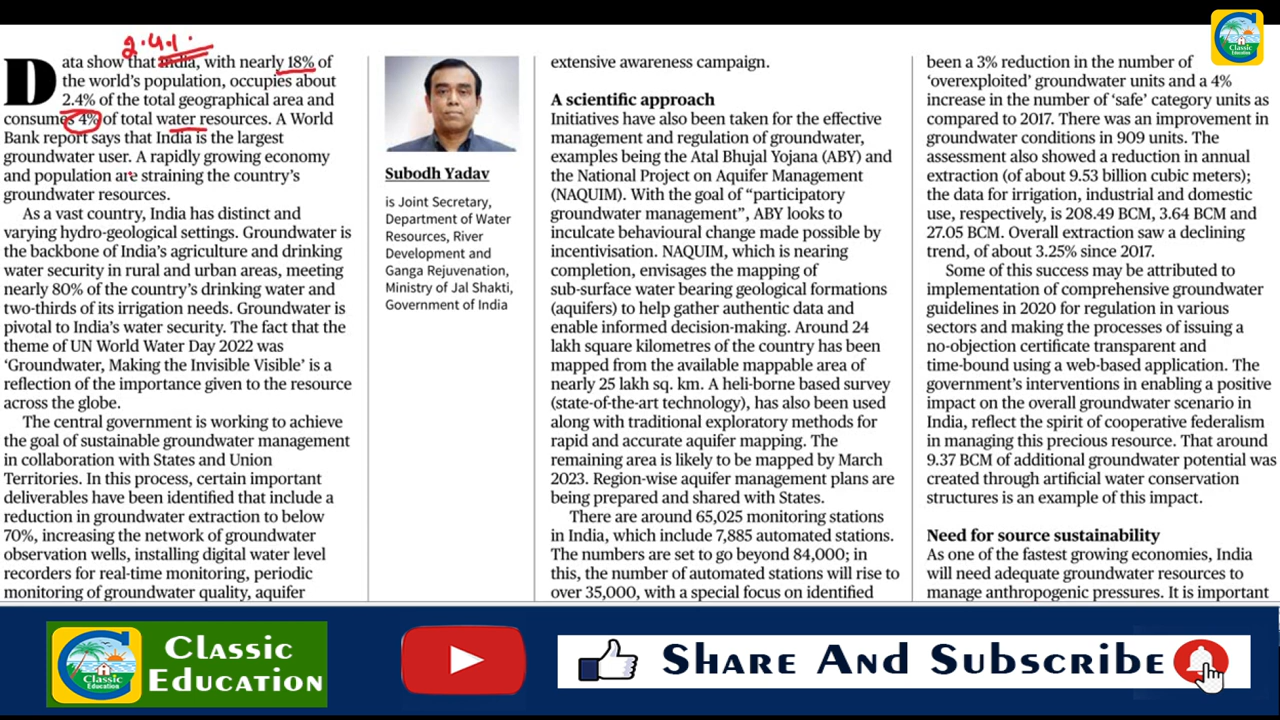 2.4%
Data show that India, with nearly 18% of
the world's population, occupies about
2.4% of the total geographical area and
consumes 4% of total water resources. A World
Bank report says that India is the largest
groundwater user. A rapidly growing economy
and population are straining the country's
groundwater resources.
As a vast country, India has distinct and
varying hydro-geological settings. Groundwater is
the backbone of India's agriculture and drinking
water security in rural and urban areas, meeting
nearly 80% of the country's drinking water and
two-thirds of its irrigation needs. Groundwater is
pivotal to India's water security. The fact that the
theme of UN World Water Day 2022 was
'Groundwater, Making the Invisible Visible' is a
reflection of the importance given to the resource
across the globe.
The central government is working to achieve
the goal of sustainable groundwater management
in collaboration with States and Union
Territories. In this process, certain important
deliverables have been identified that include a
reduction in groundwater extraction to below
70%, increasing the network of groundwater
observation wells, installing digital water level
recorders for real-time monitoring, periodic
monitoring of groundwater quality, aquifer
Subodh Yadav
is Joint Secretary,
Department of Water
Resources, River
Development and
Ganga Rejuvenation,
Ministry of Jal Shakti,
Government of India
extensive awareness campaign.
A scientific approach
Initiatives have also been taken for the effective
management and regulation of groundwater,
examples being the Atal Bhujal Yojana (ABY) and
the National Project on Aquifer Management
(NAQUIM). With the goal of "participatory
groundwater management", ABY looks to
inculcate behavioural change made possible by
incentivisation. NAQUIM, which is nearing
completion, envisages the mapping of
sub-surface water bearing geological formations
(aquifers) to help gather authentic data and
enable informed decision-making. Around 24
lakh square kilometres of the country has been
mapped from the available mappable area of
nearly 25 lakh sq. km. A heli-borne based survey
(state-of-the-art technology), has also been used
along with traditional exploratory methods for
rapid and accurate aquifer mapping. The
remaining area is likely to be mapped by March
2023. Region-wise aquifer management plans are
being prepared and shared with States.
There are around 65,025 monitoring stations
in India, which include 7,885 automated stations.
The numbers are set to go beyond 84,000; in
this, the number of automated stations will rise to
over 35,000, with a special focus on identified
been a 3% reduction in the number of
'overexploited' groundwater units and a 4%
increase in the number of 'safe' category units as
compared to 2017. There was an improvement in
groundwater conditions in 909 units. The
assessment also showed a reduction in annual
extraction (of about 9.53 billion cubic meters);
the data for irrigation, industrial and domestic
use, respectively, is 208.49 BCM, 3.64 BCM and
27.05 BCM. Overall extraction saw a declining
trend, of about 3.25% since 2017.
Some of this success may be attributed to
implementation of comprehensive groundwater
guidelines in 2020 for regulation in various
sectors and making the processes of issuing a
no-objection certificate transparent and
time-bound using a web-based application. The
government's interventions in enabling a positive
impact on the overall groundwater scenario in
India, reflect the spirit of cooperative federalism
in managing this precious resource. That around
9.37 BCM of additional groundwater potential was
created through artificial water conservation
structures is an example of this impact.
Need for source sustainability
As one of the fastest growing economies, India
will need adequate groundwater resources to
manage anthropogenic pressures. It is important
Classic
Education
Classic
Education
Classic
Education
Share And Subscribe